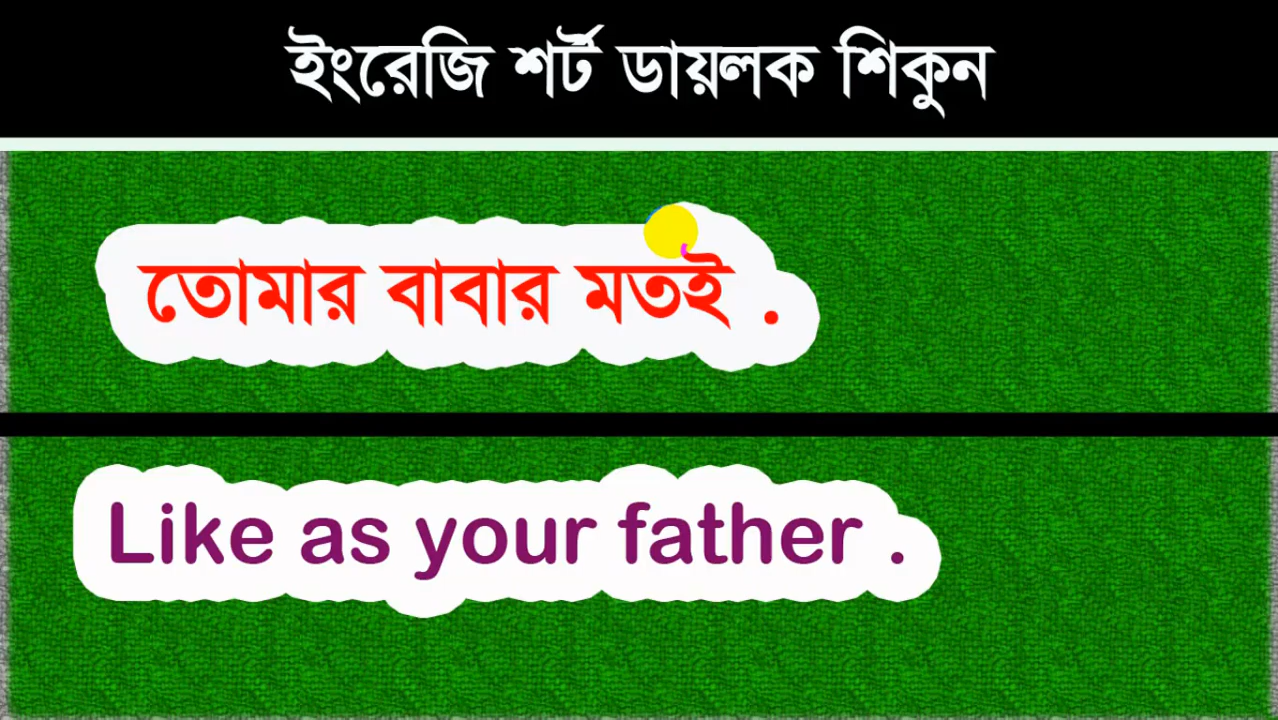 ইংরেজি শর্ট ডায়লক শিকুন
তোমার বাবার মতই .
Like as your father .